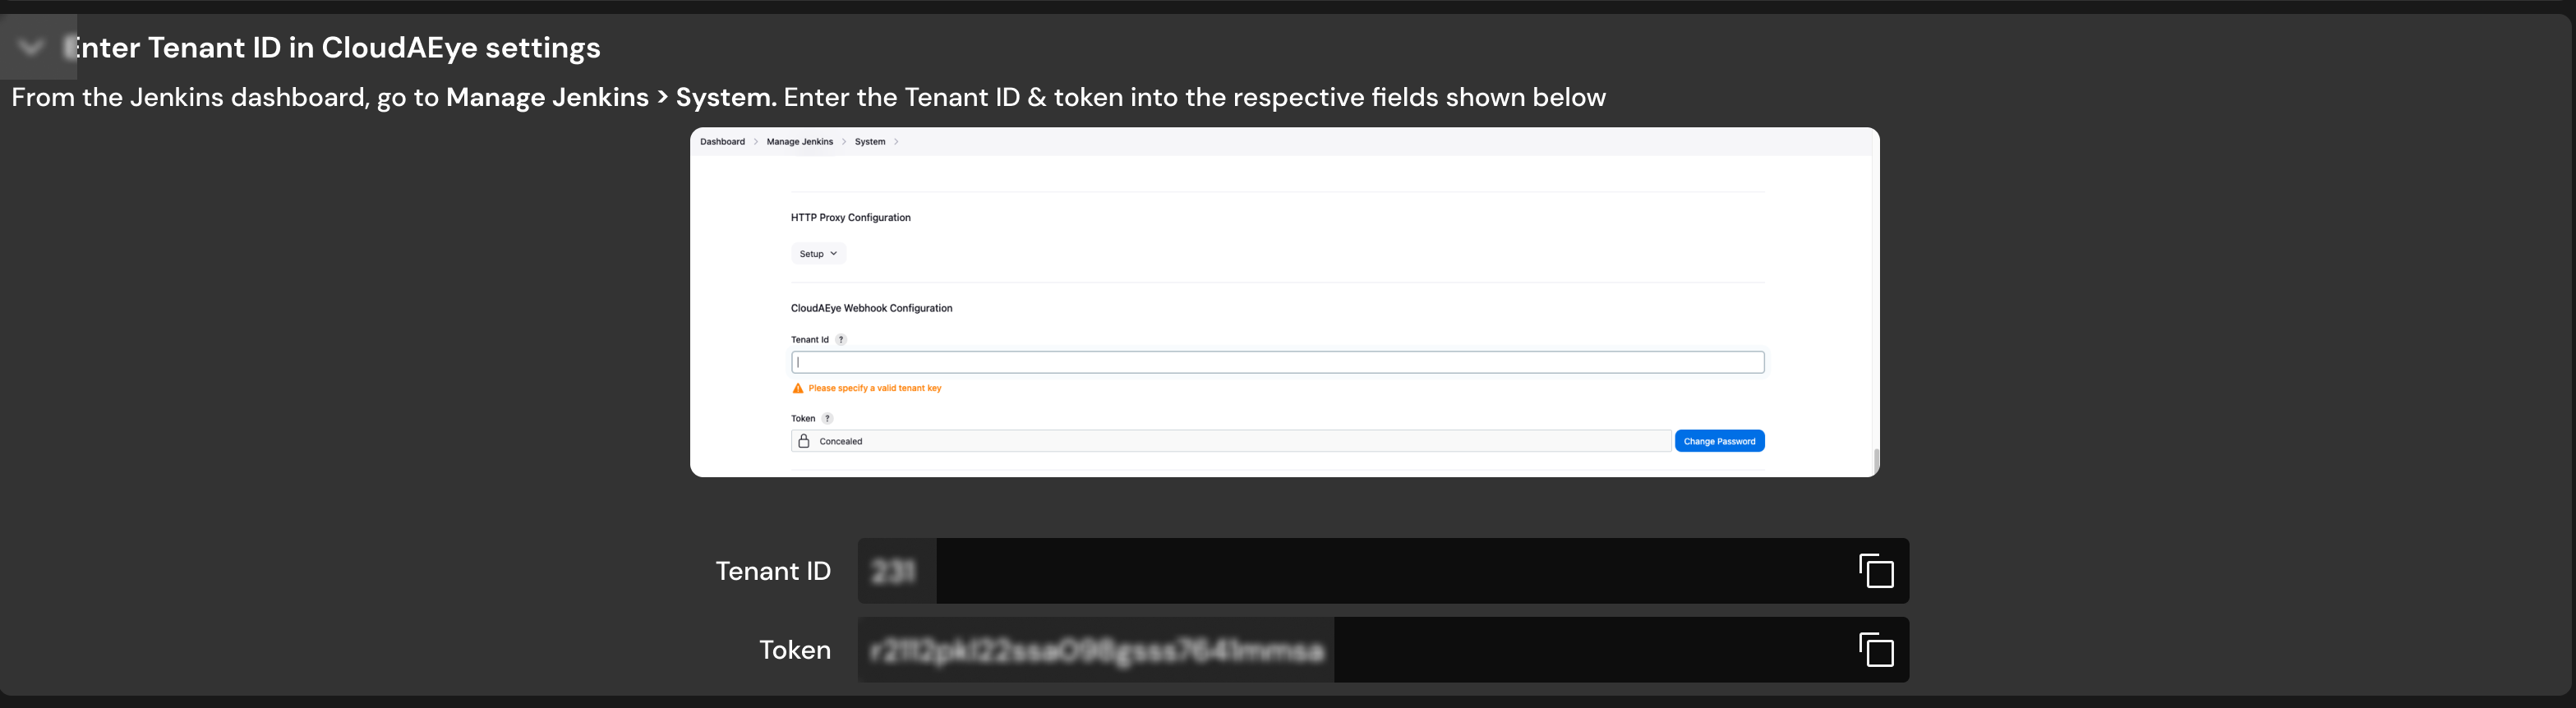 Enter Tenant ID in CloudAEye settings
From the Jenkins dashboard, go to Manage Jenkins > System. Enter the Tenant ID & token into the respective fields shown below
Dashboard > Manage Jenkins > System >
HTTP Proxy Configuration
Setup
CloudAEye Webhook Configuration
Tenant Id ?
Please specify a valid tenant key
Token ?
Concealed
Change Password
Tenant ID
Token